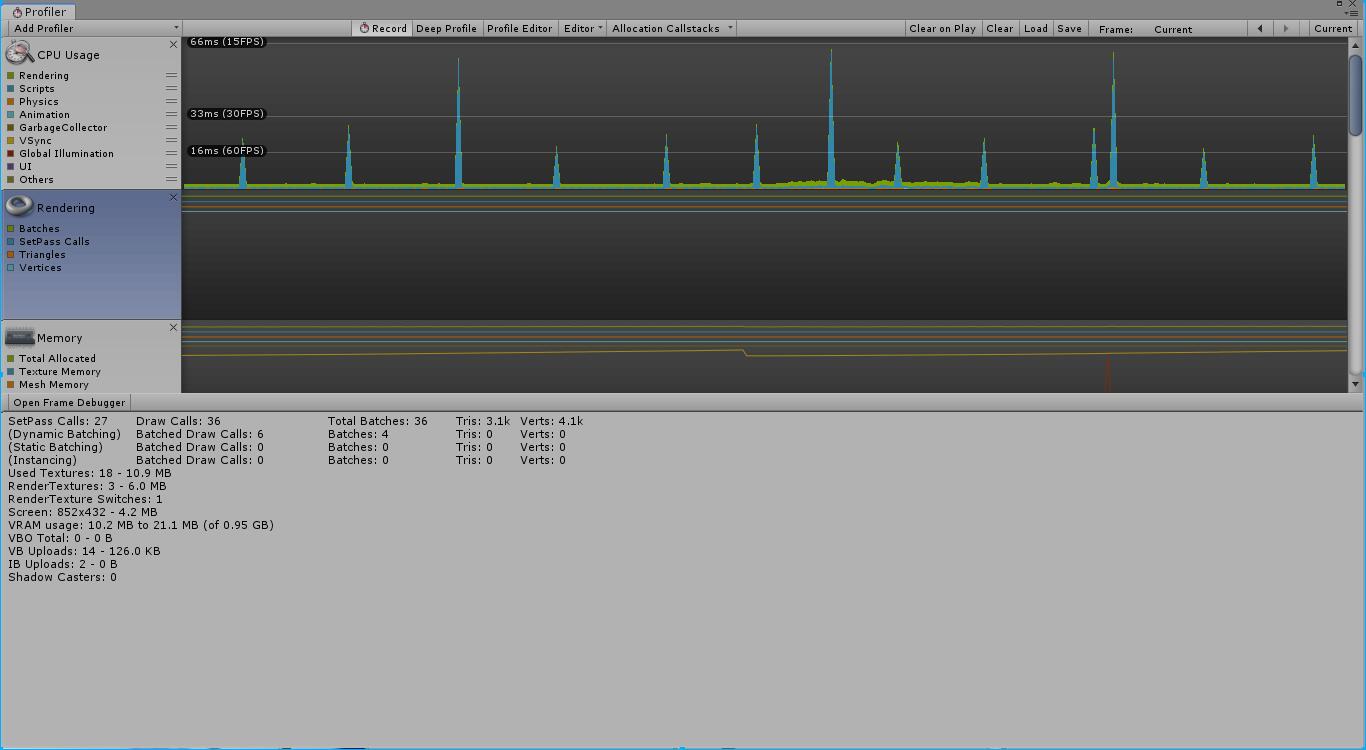 Profiler
Add Profiler Record Deep Profile Profile Editor Editor Allocation Callstacks Clear on Play Clear Load Save Frame: Current Current
CPU Usage
Rendering
Scripts
Physics
Animation
GarbageCollector
VSync
Global Illumination
UI
Others
66ms (15FPS)
33ms (30FPS)
16ms (60FPS)
Rendering
Batches
SetPass Calls
Triangles
Vertices
Memory
Total Allocated
Texture Memory
Mesh Memory
Open Frame Debugger
SetPass Calls: 27 Draw Calls: 36 Total Batches: 36 Tris: 3.1k Verts: 4.1k
(Dynamic Batching) Batched Draw Calls: 6 Batches: 4 Tris: 0 Verts: 0
(Static Batching) Batched Draw Calls: 0 Batches: 0 Tris: 0 Verts: 0
(Instancing) Batched Draw Calls: 0 Batches: 0 Tris: 0 Verts: 0
Used Textures: 18 - 10.9 MB
RenderTextures: 3 - 6.0 MB
RenderTexture Switches: 1
Screen: 852x432 - 4.2 MB
VRAM usage: 10.2 MB to 21.1 MB (of 0.95 GB)
VBO Total: 0 - 0 B
VB Uploads: 14 - 126.0 KB
IB Uploads: 2 - 0 B
Shadow Casters: 0